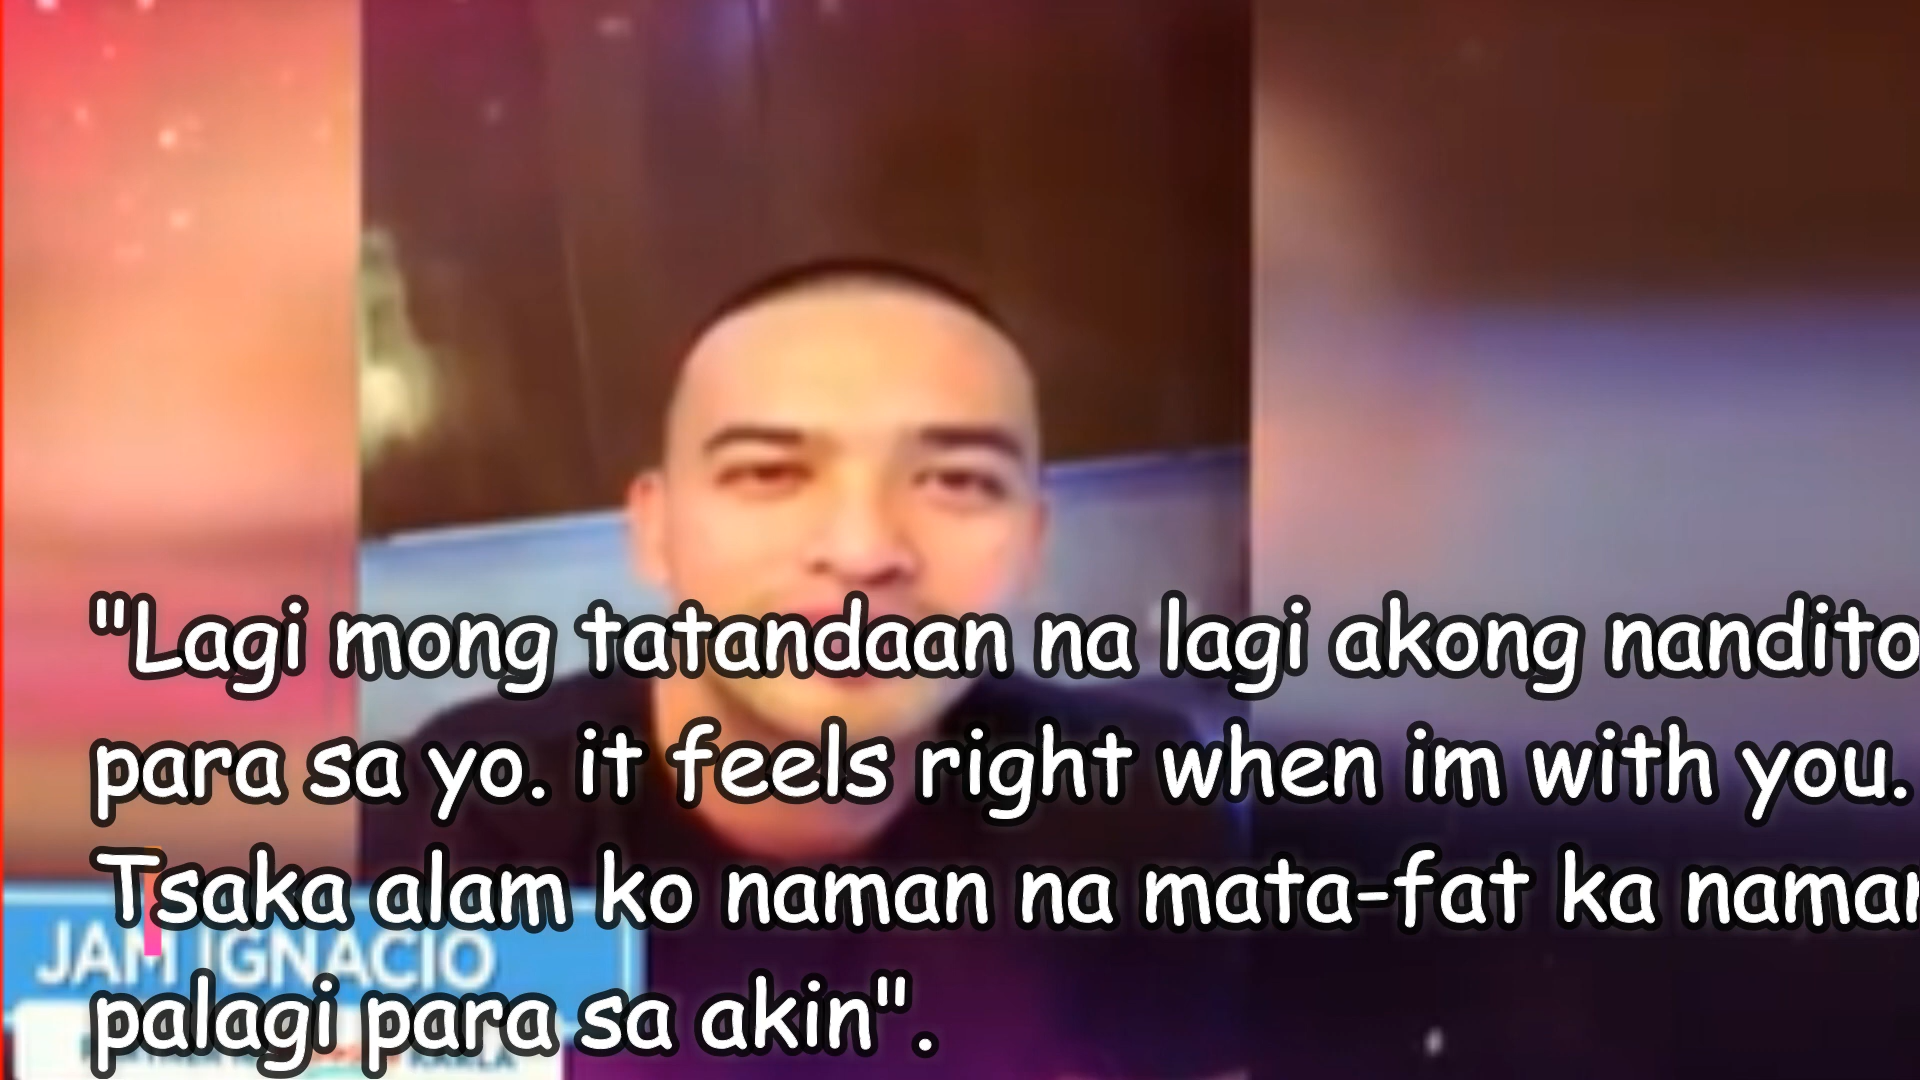 "Lagi mong tatandaan na lagi akong nandito
para sa yo. it feels right when im with you.
Tsaka alam ko naman na mata-fat ka naman
JAM IGNACIO
palagi para sa akin".